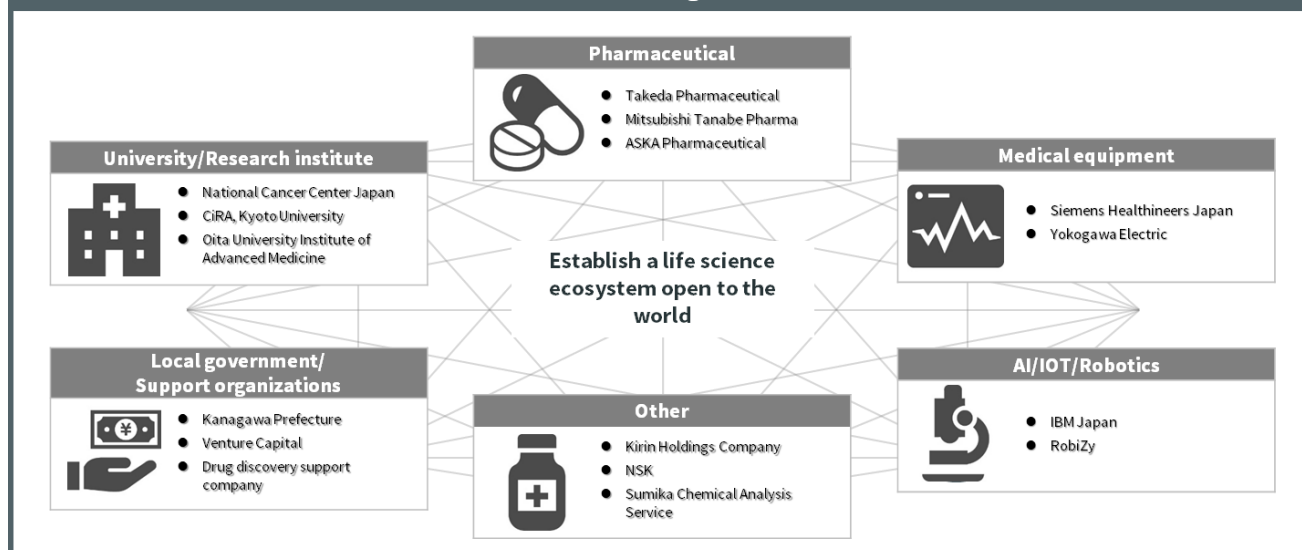 Pharmaceutical
Takeda Pharmaceutical
Mitsubishi Tanabe Pharma
ASKA Pharmaceutical
University/Research institute
National Cancer Center Japan
CiRA, Kyoto University
Oita University Institute of
Advanced Medicine
Medical equipment
Siemens Healthineers Japan
Yokogawa Electric
Establish a life science
ecosystem open to the
world
Local government/
Support organizations
¥
Kanagawa Prefecture
Venture Capital
Drug discovery support
company
Other
Kirin Holdings Company
NSK
Sumika Chemical Analysis
Service
AI/IOT/Robotics
IBM Japan
RobiZy